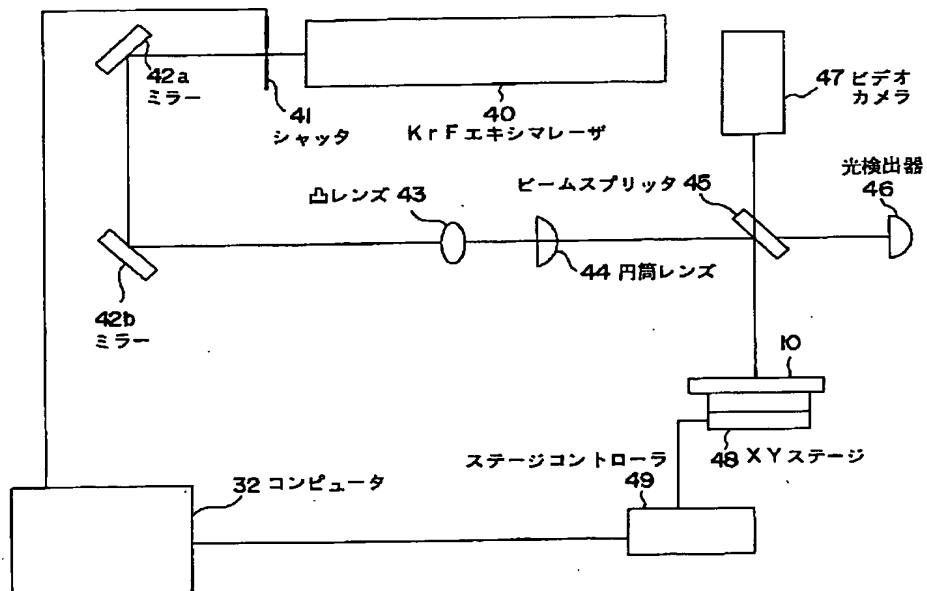 42a
ミラー
41
シャッタ
40
KrFエキシマレーザ
47 ビデオ
カメラ
光検出器
46
凸レンズ 43
ビームスプリッタ 45
44 円筒レンズ
42b
ミラー
10
48 XYステージ
ステージコントローラ
49
32 コンピュータ